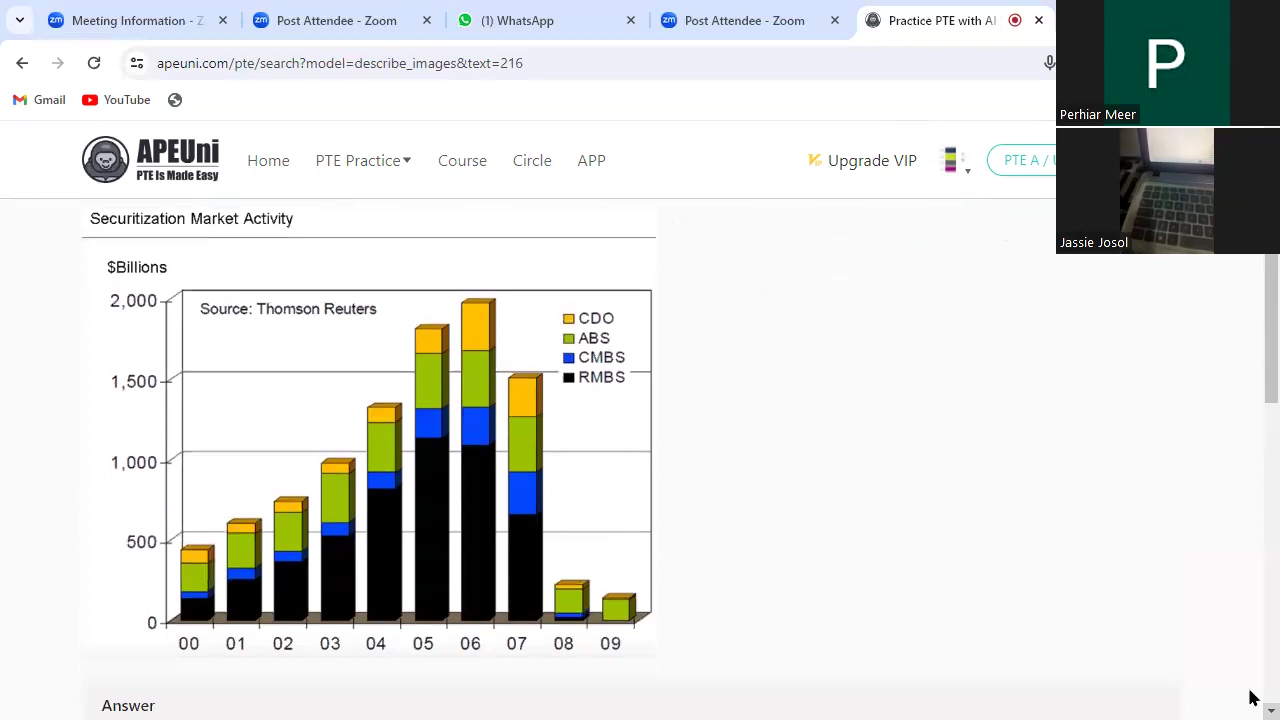 Meeting Information - Z
Post Attendee - Zoom
(1) WhatsApp
Post Attendee - Zoom
Practice PTE with AI
apeuni.com/pte/search?model=describe_images&text=216
Gmail
YouTube
P
Perhiar Meer
Jassie Josol
APEUni
PTE Is Made Easy
Home
PTE Practice
Course
Circle
APP
Upgrade VIP
PTE A / U
Securitization Market Activity
$Billions
Source: Thomson Reuters
CDO
ABS
CMBS
RMBS
2,000
1,500
1,000
500
0
00 01 02 03 04 05 06 07 08 09
Answer